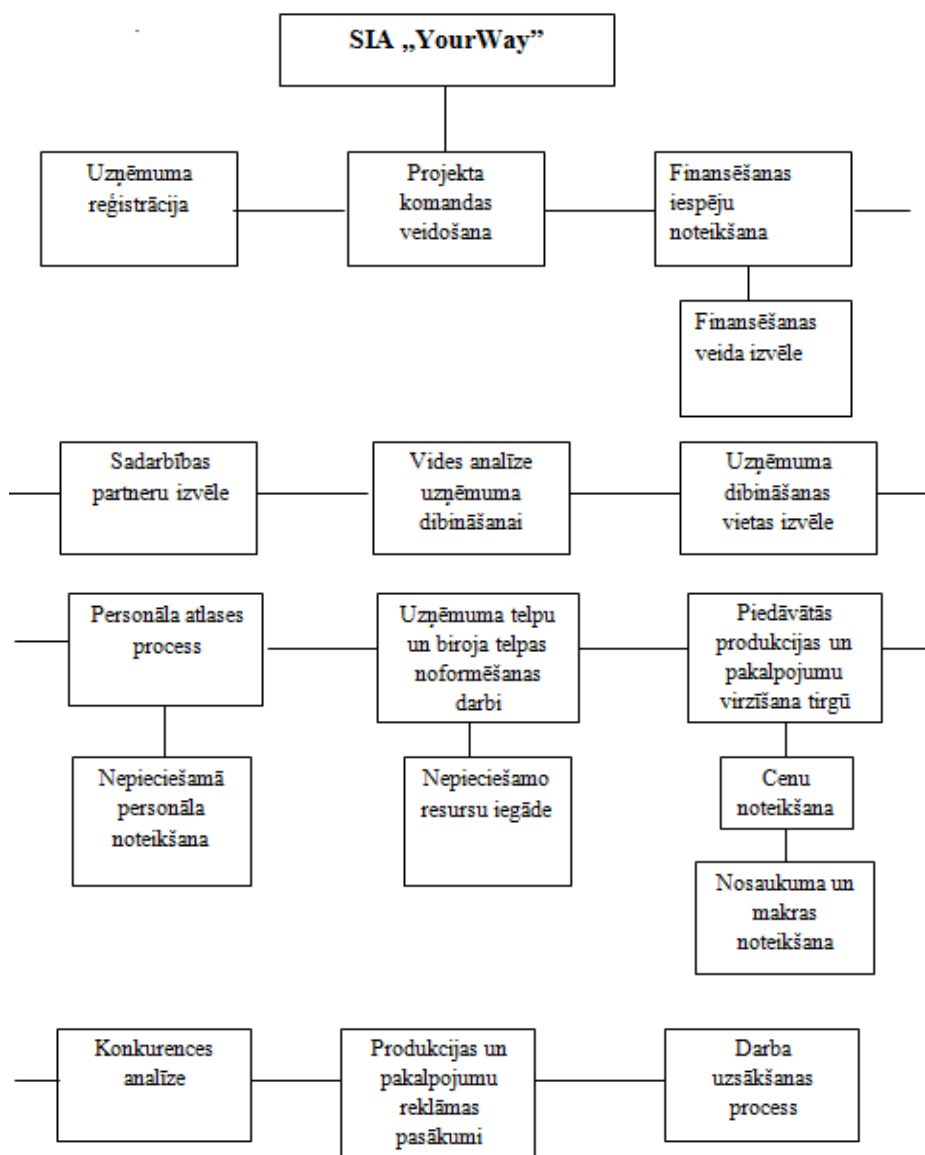 SIA „YourWay”
Uzņēmuma
reģistrācija
Projekta
komandas
veidošana
Finansēšanas
iespēju
noteikšana
Finansēšanas
veida izvēle
Sadarbības
partneru izvēle
Vides analīze
uzņēmuma
dibināšanai
Uzņēmuma
dibināšanas
vietas izvēle
Personāla atlases
process
Uzņēmuma telpu
un biroja telpas
noformēšanas
darbi
Piedāvātās
produkcijas un
pakalpojumu
virzīšana tirgū
Nepieciešamā
personāla
noteikšana
Nepieciešamo
resursu iegāde
Cenu
noteikšana
Nosaukuma un
makras
noteikšana
Konkurences
analīze
Produkcijas un
pakalpojumu
reklāmas
pasākumi
Darba
uzsākšanas
process